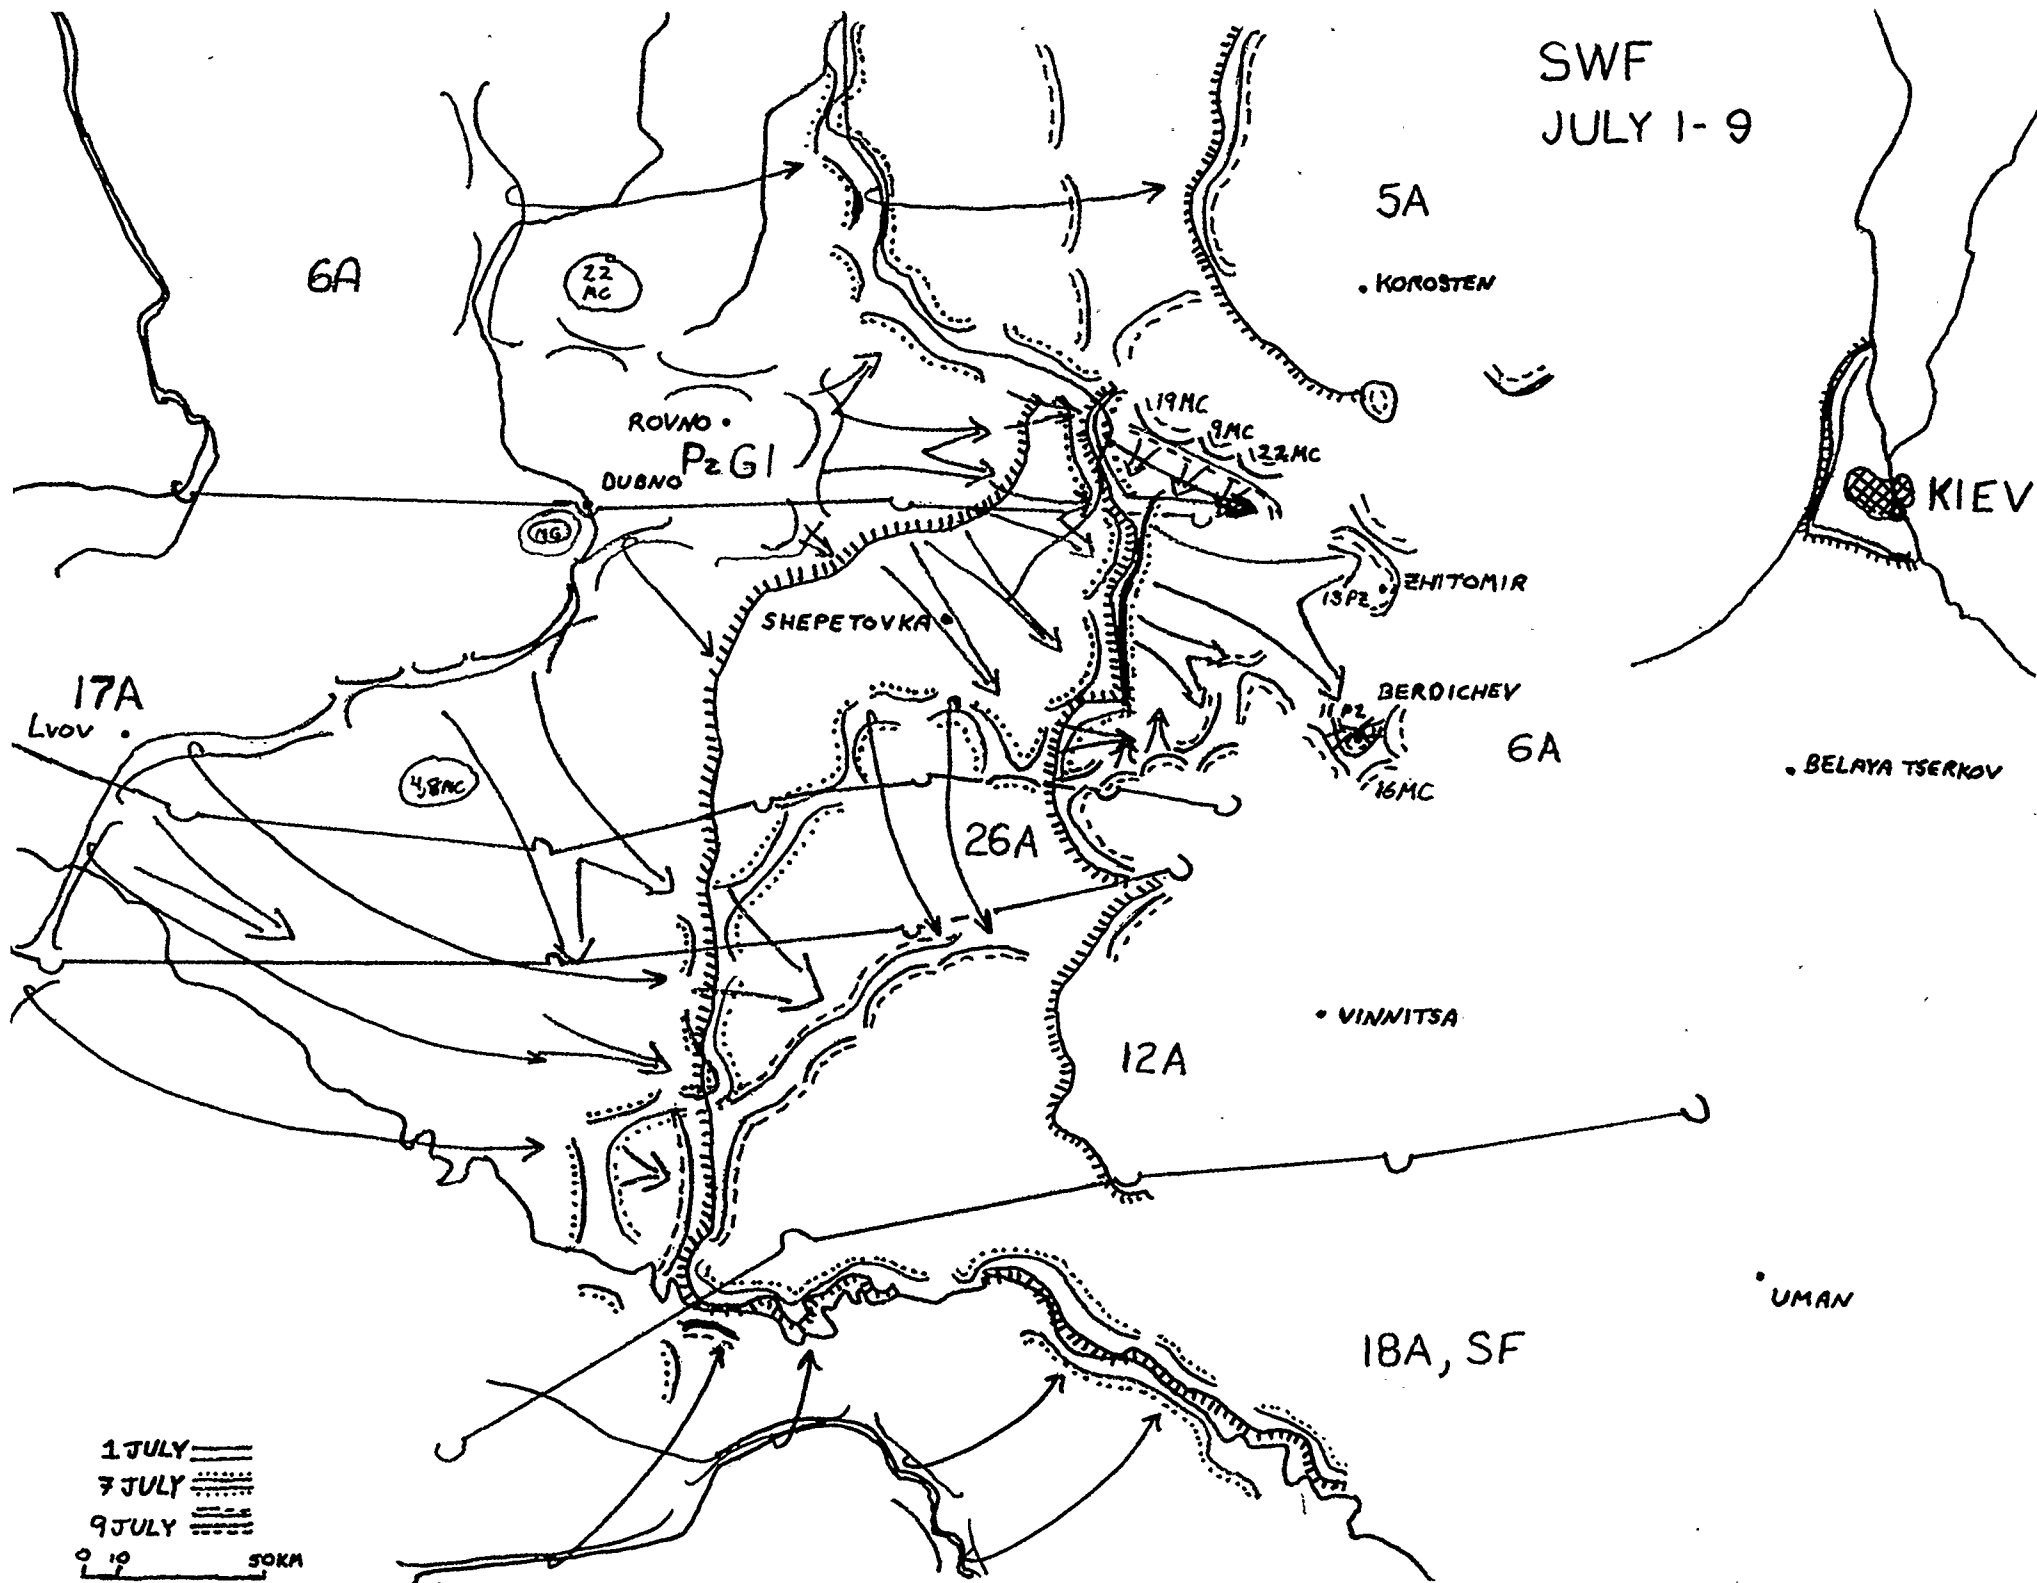 SWF
JULY 1-9
5A
6A
22
MC
KOROSTEN
19MC
9MC
22MC
ROVNO
PzG1
DUBNO
KIEV
ZHITOMIR
13PZ
SHEPETOVKA
17A
LVOV
BERDICHEV
11PZ
6A
BELAYA TSERKOV
4,8MC
16MC
26A
VINNITSA
12A
UMAN
18A, SF
1 JULY
7 JULY
9 JULY
0 10 50KM